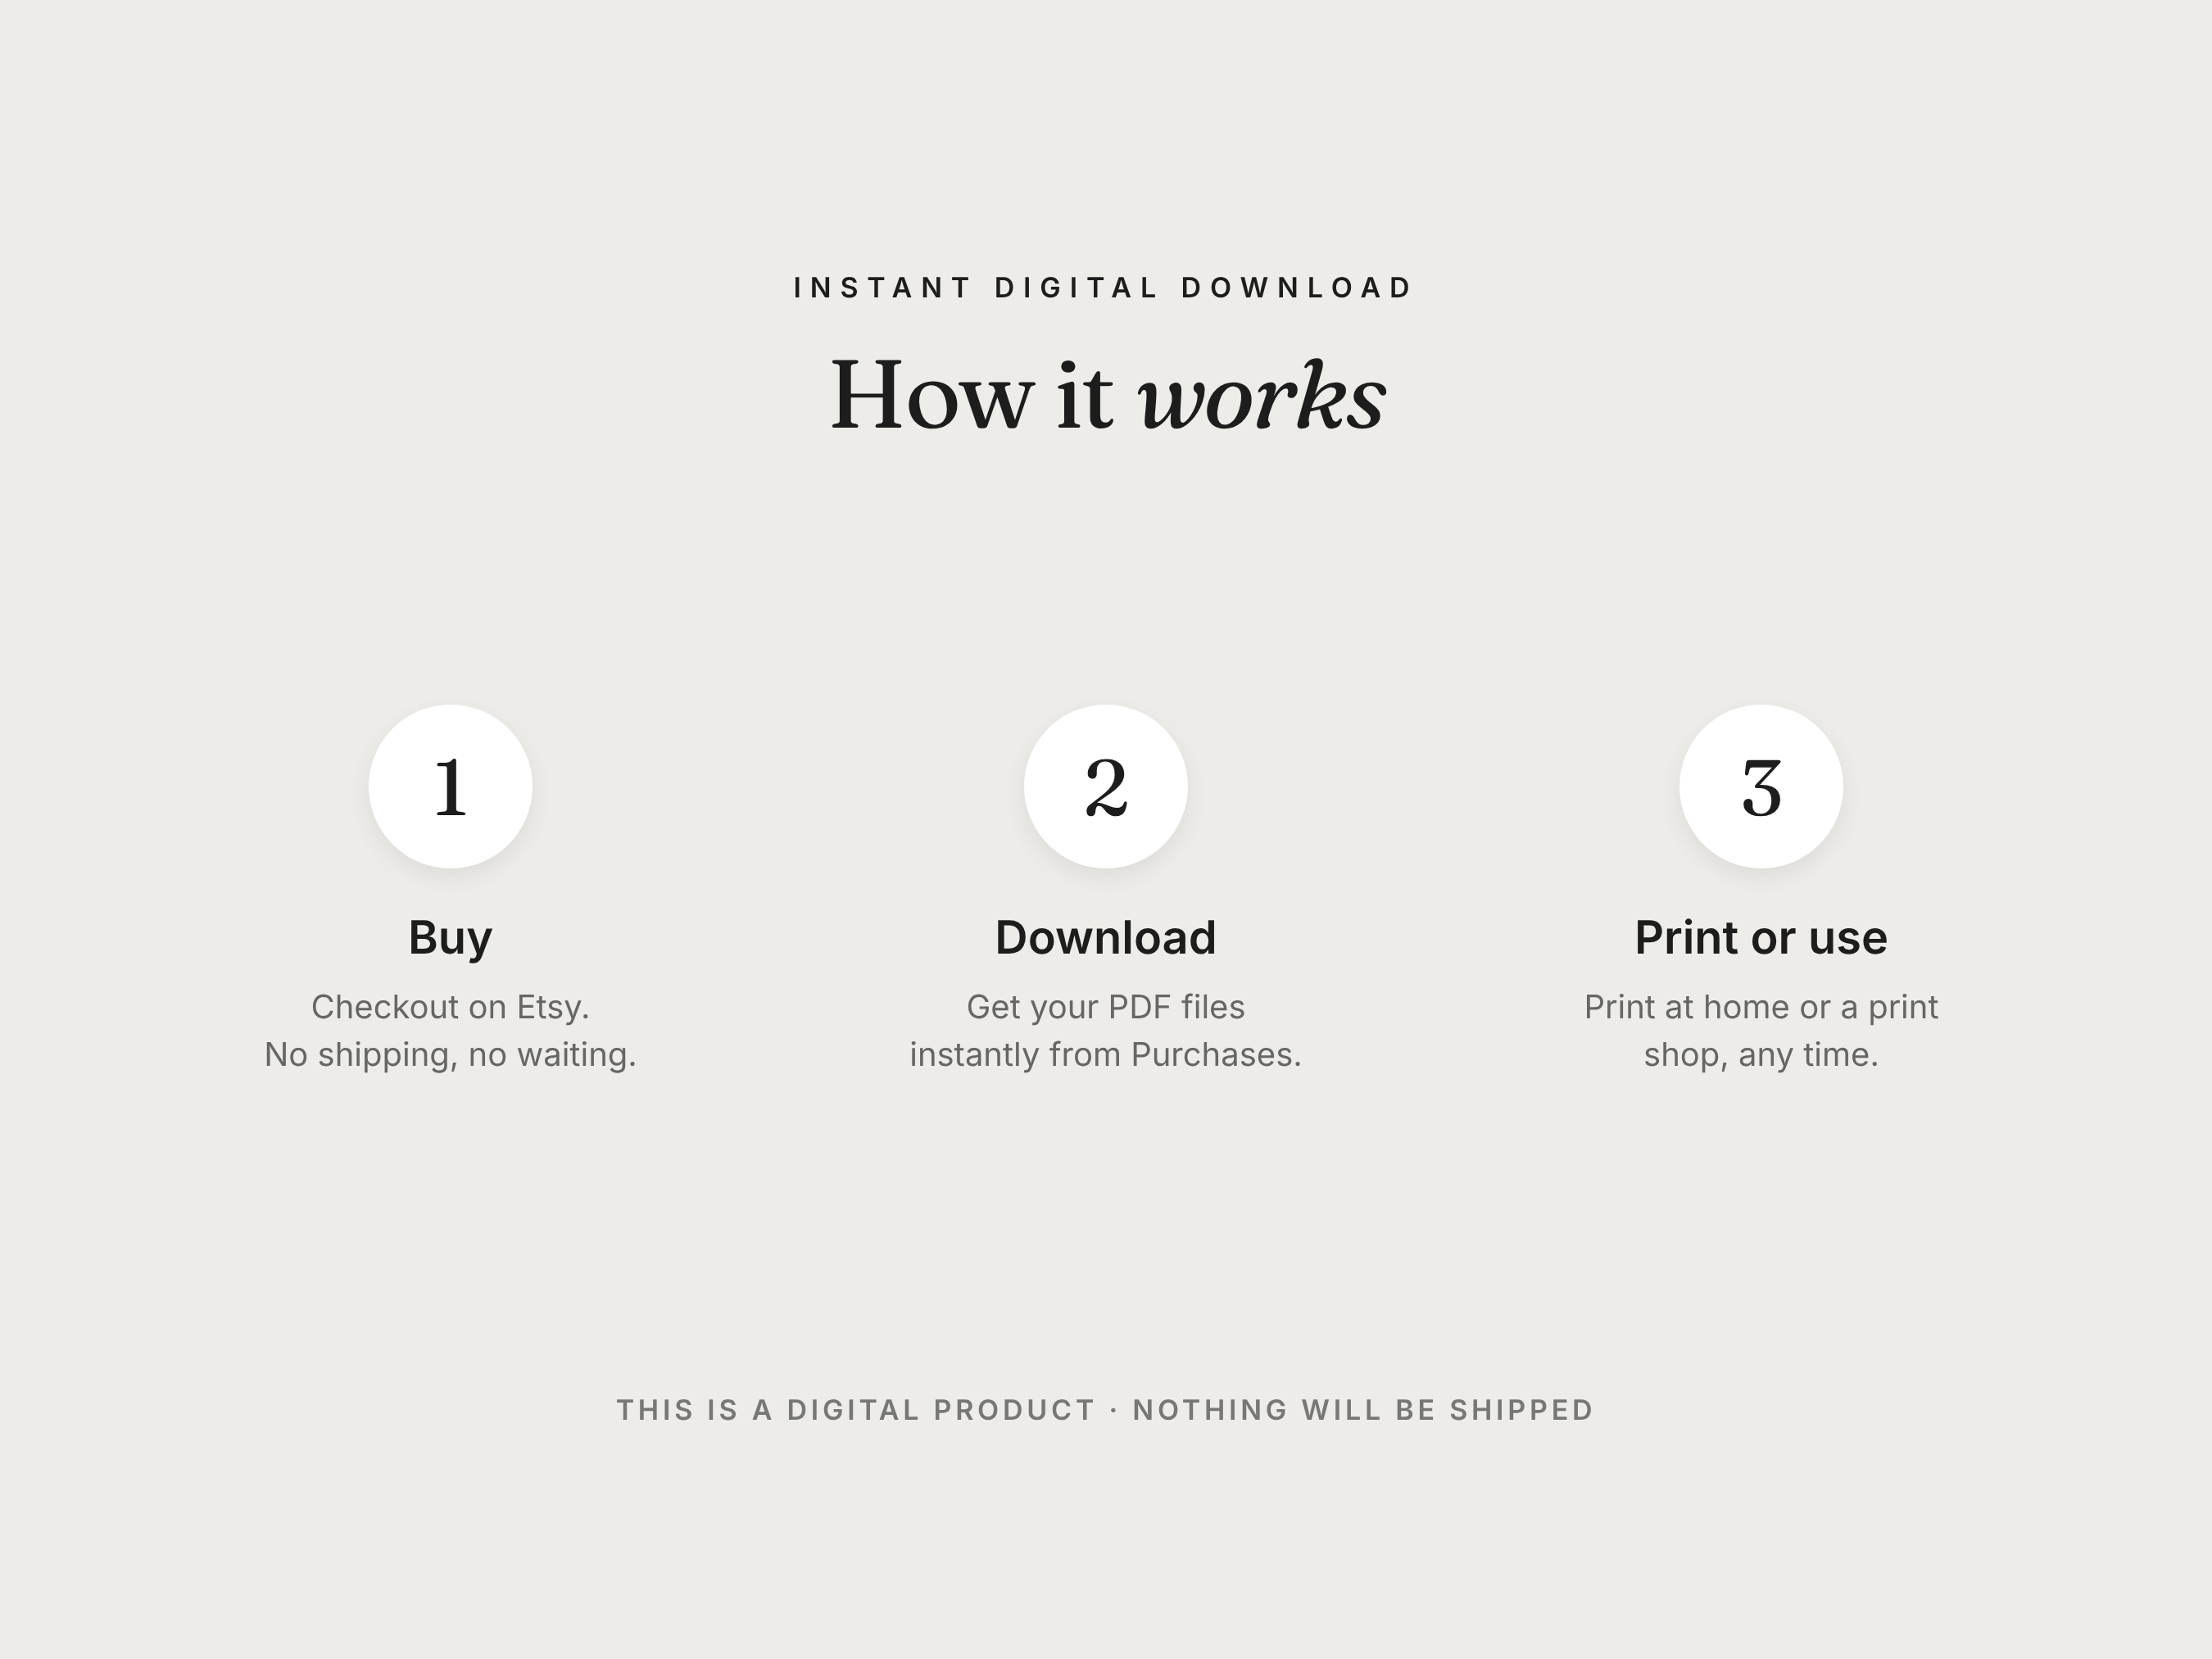 INSTANT DIGITAL DOWNLOAD
How it works
1
Buy
Checkout on Etsy.
No shipping, no waiting.
2
Download
Get your PDF files
instantly from Purchases.
3
Print or use
Print at home or a print
shop, any time.
THIS IS A DIGITAL PRODUCT · NOTHING WILL BE SHIPPED